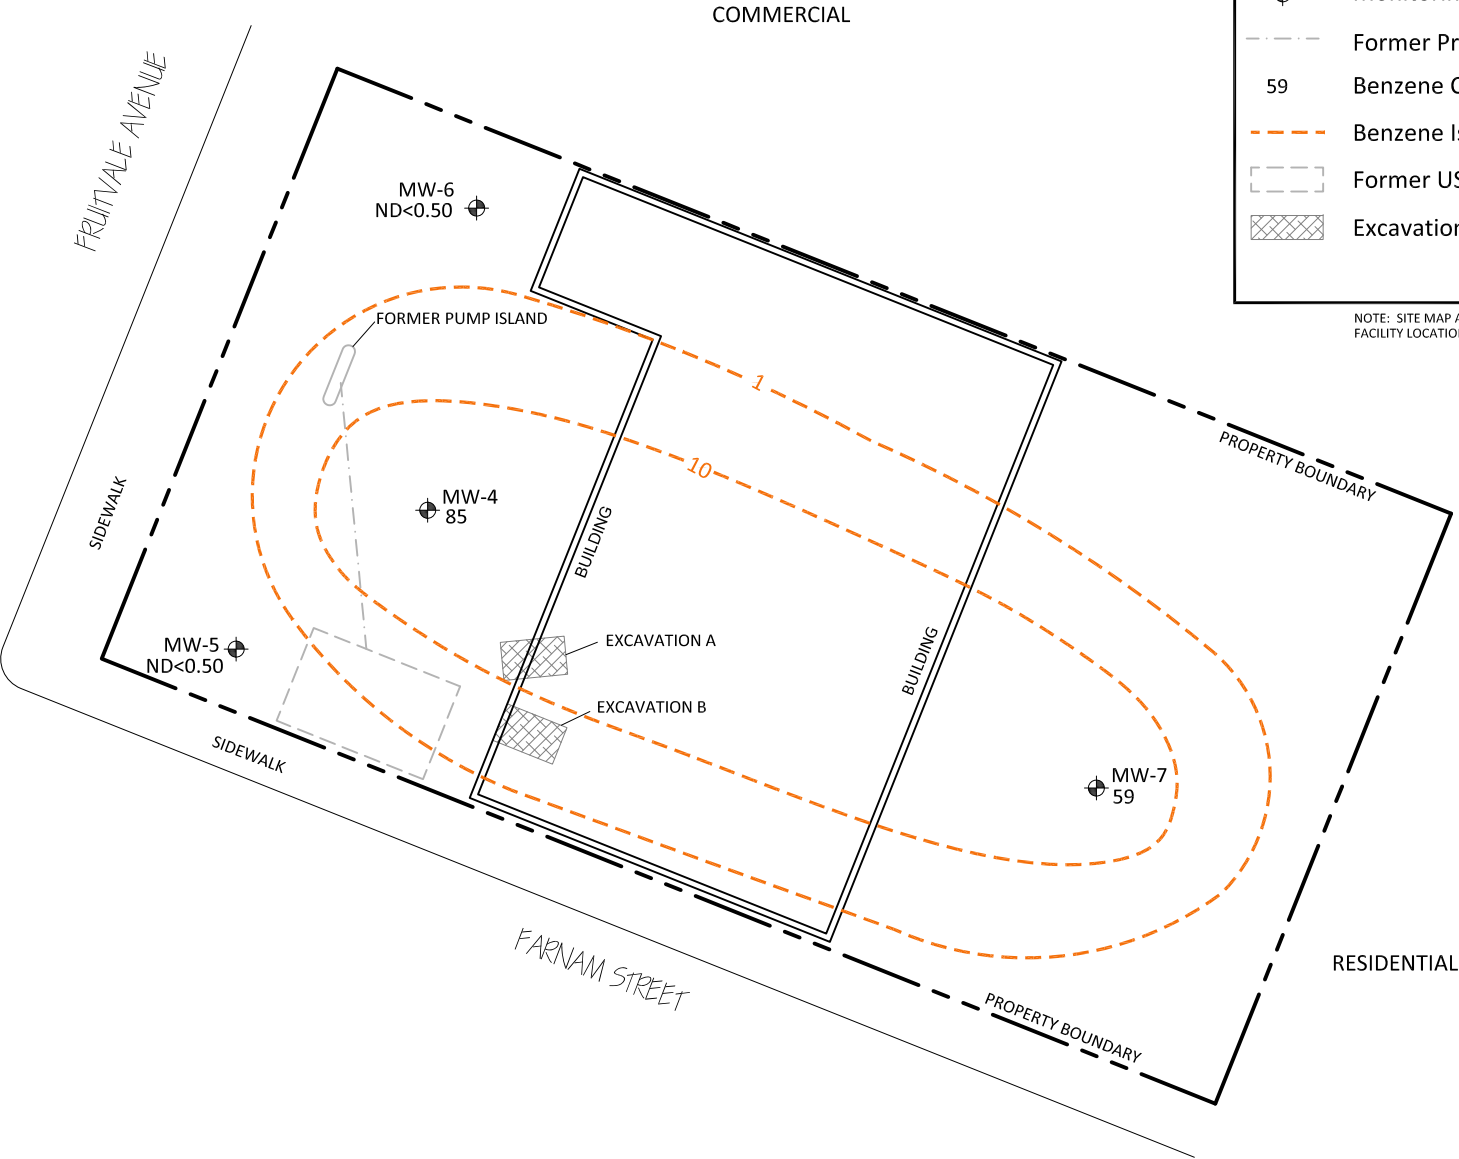 COMMERCIAL
Former Pr
59
Benzene C
Benzene Is
Former US
Excavation
NOTE: SITE MAP A
FACILITY LOCATION
FRUITVALE AVENUE
MW-6
ND<0.50
FORMER PUMP ISLAND
1
10
PROPERTY BOUNDARY
SIDEWALK
MW-4
85
BUILDING
EXCAVATION A
MW-5
ND<0.50
BUILDING
EXCAVATION B
SIDEWALK
MW-7
59
FARNAM STREET
RESIDENTIAL
PROPERTY BOUNDARY